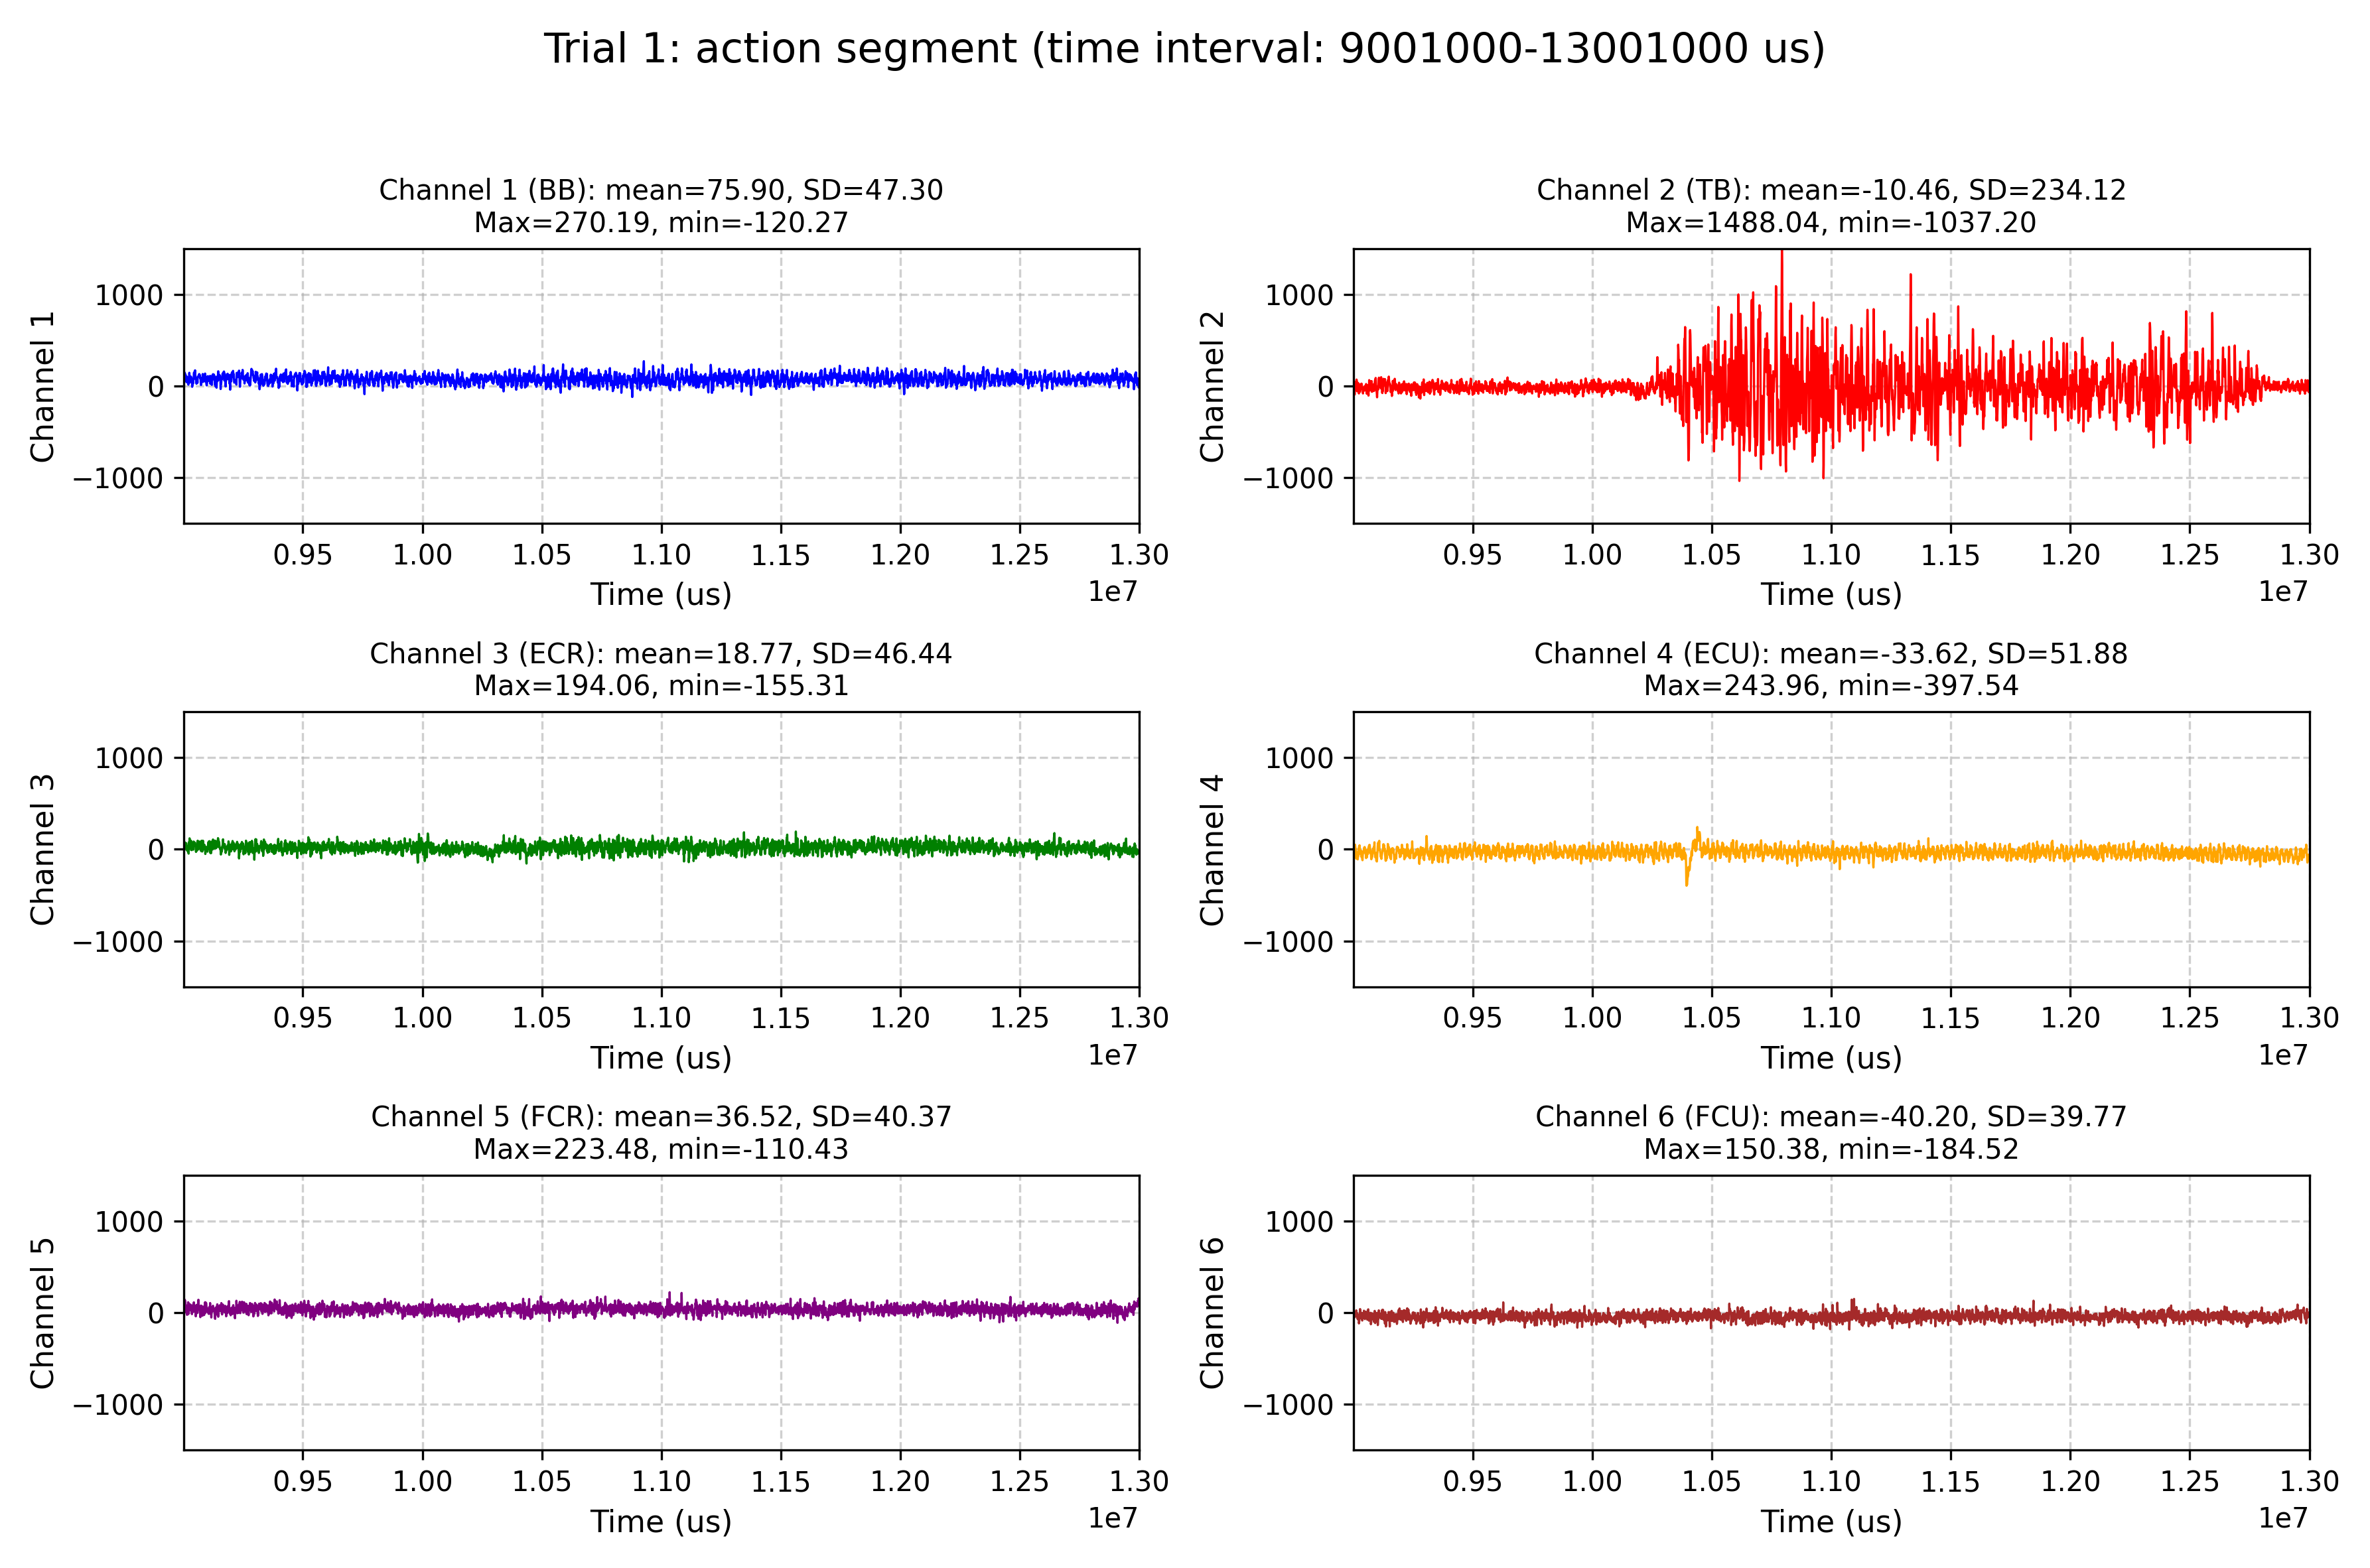 Trial 1: action segment (time interval: 9001000-13001000 us)
Channel 1 (BB): mean=75.90, SD=47.30
Max=270.19, min=-120.27
Channel 1
1000
0
−1000
0.95 1.00 1.05 1.10 1.15 1.20 1.25 1.30
Time (us)
1e7
Channel 2 (TB): mean=-10.46, SD=234.12
Max=1488.04, min=-1037.20
Channel 2
1000
0
−1000
0.95 1.00 1.05 1.10 1.15 1.20 1.25 1.30
Time (us)
1e7
Channel 3 (ECR): mean=18.77, SD=46.44
Max=194.06, min=-155.31
Channel 3
1000
0
−1000
0.95 1.00 1.05 1.10 1.15 1.20 1.25 1.30
Time (us)
1e7
Channel 4 (ECU): mean=-33.62, SD=51.88
Max=243.96, min=-397.54
Channel 4
1000
0
−1000
0.95 1.00 1.05 1.10 1.15 1.20 1.25 1.30
Time (us)
1e7
Channel 5 (FCR): mean=36.52, SD=40.37
Max=223.48, min=-110.43
Channel 5
1000
0
−1000
0.95 1.00 1.05 1.10 1.15 1.20 1.25 1.30
Time (us)
1e7
Channel 6 (FCU): mean=-40.20, SD=39.77
Max=150.38, min=-184.52
Channel 6
1000
0
−1000
0.95 1.00 1.05 1.10 1.15 1.20 1.25 1.30
Time (us)
1e7